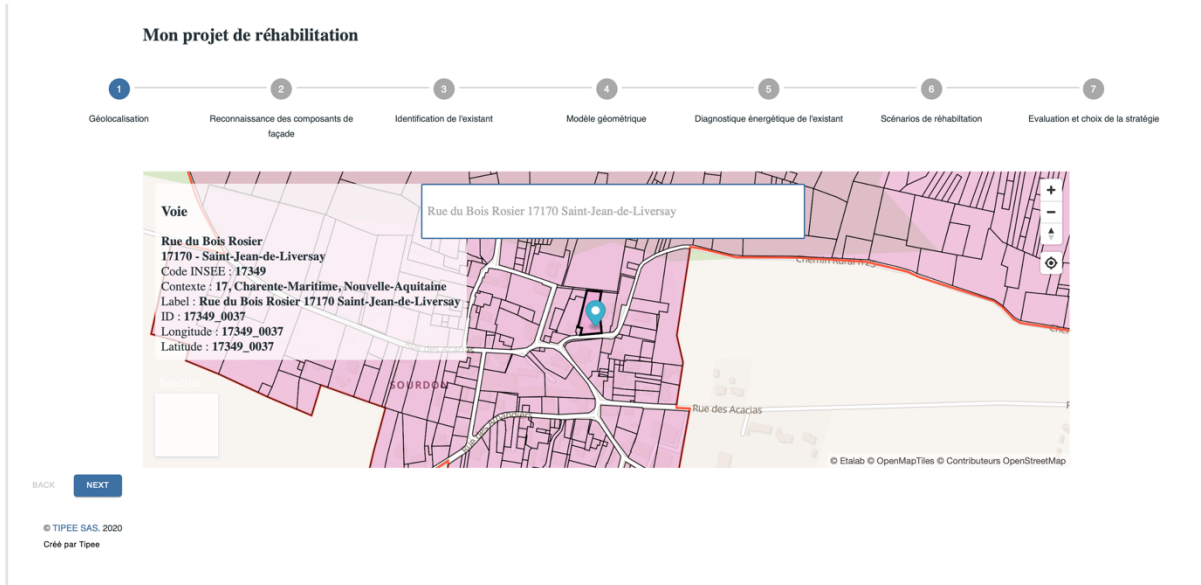 Mon projet de réhabilitation
1
2
3
4
5
6
7
Géolocalisation
Reconnaissance des composants de
façade
Identification de l'existant
Modèle géométrique
Diagnostique énergétique de l'existant
Scénarios de réhabiltation
Evaluation et choix de la stratégie
Voie
Rue du Bois Rosier 17170 Saint-Jean-de-Liversay
Rue du Bois Rosier
17170 - Saint-Jean-de-Liversay
Code INSEE : 17349
Contexte : 17, Charente-Maritime, Nouvelle-Aquitaine
Label : Rue du Bois Rosier 17170 Saint-Jean-de-Liversay
ID : 17349_0037
Longitude : 17349_0037
Latitude : 17349_0037
Satellite
SOURDON
Rue des Acacias
© Etalab © OpenMapTiles © Contributeurs OpenStreetMap
BACK
NEXT
© TIPEE SAS. 2020
Créé par Tipee